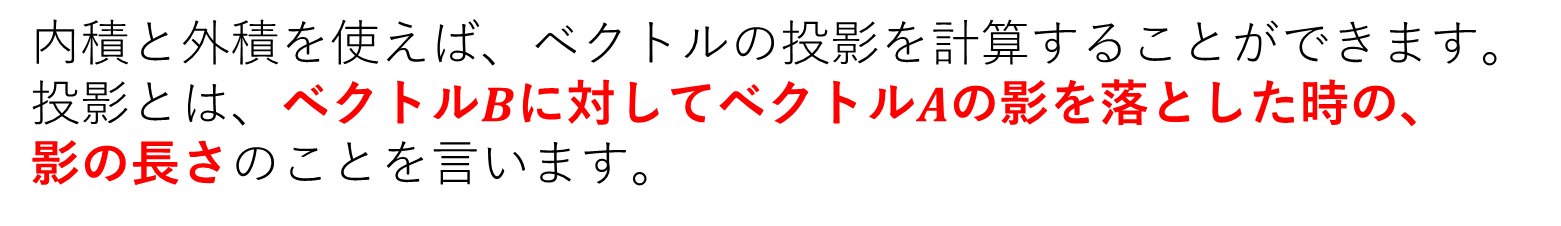 内積と外積を使えば、ベクトルの投影を計算することができます。
投影とは、ベクトルBに対してベクトルAの影を落とした時の、
影の長さのことを言います。